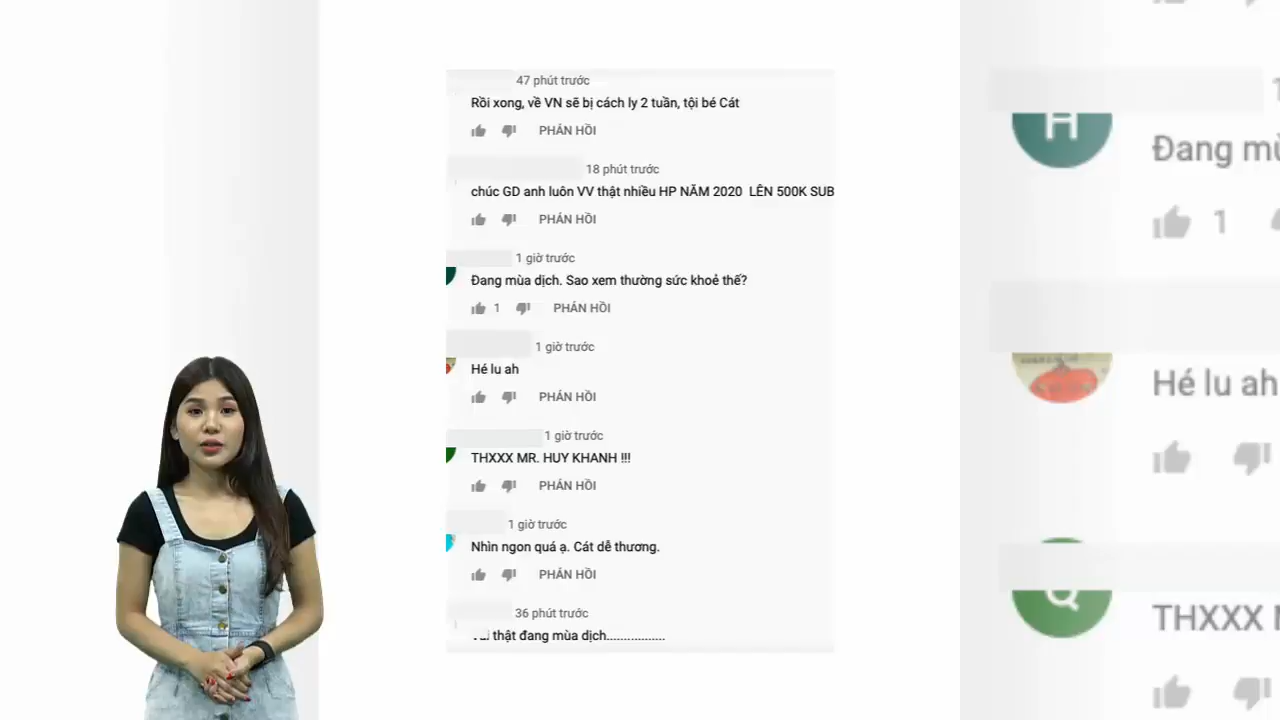 47 phút trước
Rồi xong, về VN sẽ bị cách ly 2 tuần, tội bé Cát
PHẢN HỒI
18 phút trước
chúc GD anh luôn VV thật nhiều HP NĂM 2020 LÊN 500K SUB
PHẢN HỒI
1 giờ trước
Đang mùa dịch. Sao xem thường sức khoẻ thế?
1 PHẢN HỒI
1 giờ trước
Hé lu ah
PHẢN HỒI
1 giờ trước
THXXX MR. HUY KHANH !!!
PHẢN HỒI
1 giờ trước
Nhìn ngon quá ạ. Cát dễ thương.
PHẢN HỒI
36 phút trước
thật đang mùa dịch.................
1
H
Đang
1
Hé lu ah
Q
THXXX